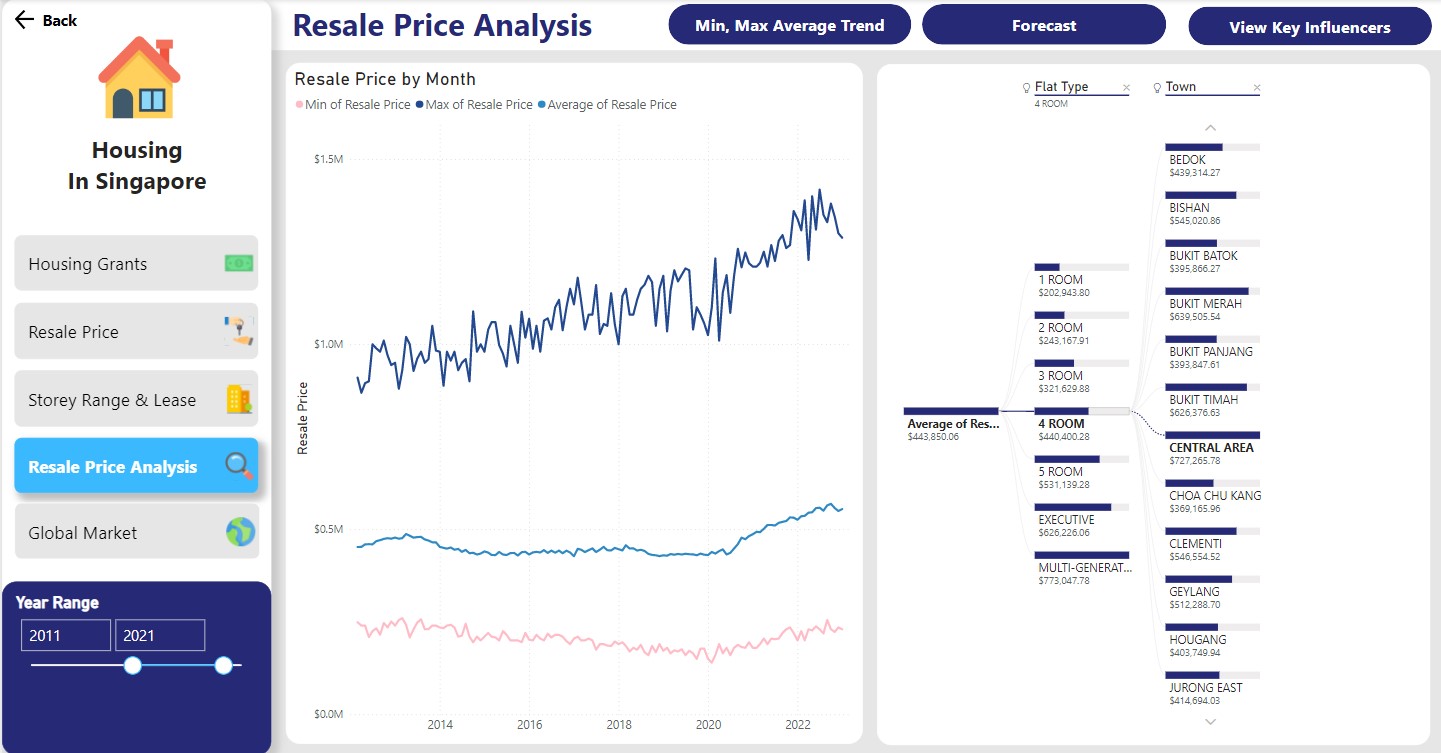 Back
Housing
In Singapore
Housing Grants
Resale Price
Storey Range & Lease
Resale Price Analysis
Global Market
Year Range
2011 2021
Resale Price Analysis
Min, Max Average Trend
Forecast
View Key Influencers
Resale Price by Month
Min of Resale Price Max of Resale Price Average of Resale Price
Resale Price
$1.5M
$1.0M
$0.5M
$0.0M
2014 2016 2018 2020 2022
Flat Type
4 ROOM
Town
Average of Res...
$443,850.06
1 ROOM
$202,943.80
2 ROOM
$243,167.91
3 ROOM
$321,629.88
4 ROOM
$440,400.28
5 ROOM
$531,139.28
EXECUTIVE
$626,226.06
MULTI-GENERAT...
$773,047.78
BEDOK
$439,314.27
BISHAN
$545,020.86
BUKIT BATOK
$395,866.27
BUKIT MERAH
$639,505.54
BUKIT PANJANG
$393,847.61
BUKIT TIMAH
$626,376.63
CENTRAL AREA
$727,265.78
CHOA CHU KANG
$369,165.96
CLEMENTI
$546,554.52
GEYLANG
$512,288.70
HOUGANG
$403,749.94
JURONG EAST
$414,694.03